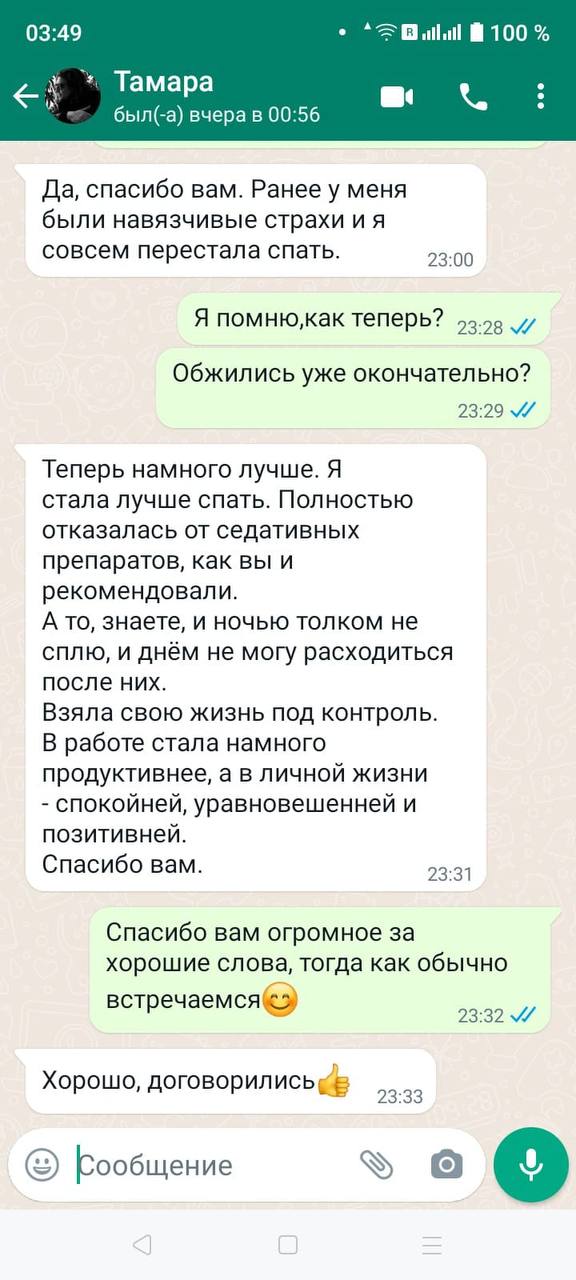 03:49
R
100 %
Тамара
был(-а) вчера в 00:56
Да, спасибо вам. Ранее у меня
были навязчивые страхи и я
совсем перестала спать.
23:00
Я помню,как теперь?
23:28
Обжились уже окончательно?
23:29
Теперь намного лучше. Я
стала лучше спать. Полностью
отказалась от седативных
препаратов, как вы и
рекомендовали.
А то, знаете, и ночью толком не
сплю, и днём не могу расходиться
после них.
Взяла свою жизнь под контроль.
В работе стала намного
продуктивнее, а в личной жизни
- спокойней, уравновешенней и
позитивней.
Спасибо вам.
23:31
Спасибо вам огромное за
хорошие слова, тогда как обычно
встречаемся😊
23:32
Хорошо, договорились👍
23:33
Сообщение